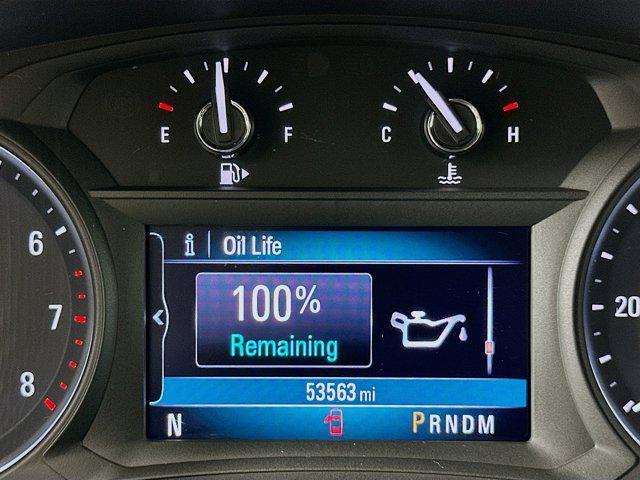 E F
C H
6
7
8
20
i Oil Life
100%
Remaining
53563 mi
N PRNDM